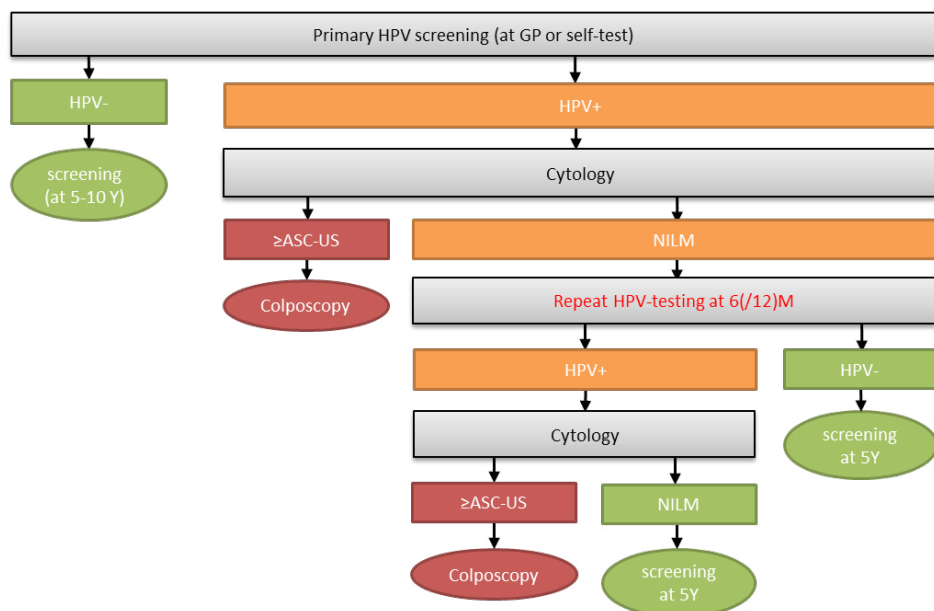 Primary HPV screening (at GP or self-test)
HPV-
HPV+
screening
(at 5-10 Y)
Cytology
≥ASC-US
NILM
Colposcopy
Repeat HPV-testing at 6(/12)M
HPV+
HPV-
Cytology
screening
at 5Y
≥ASC-US
NILM
Colposcopy
screening
at 5Y